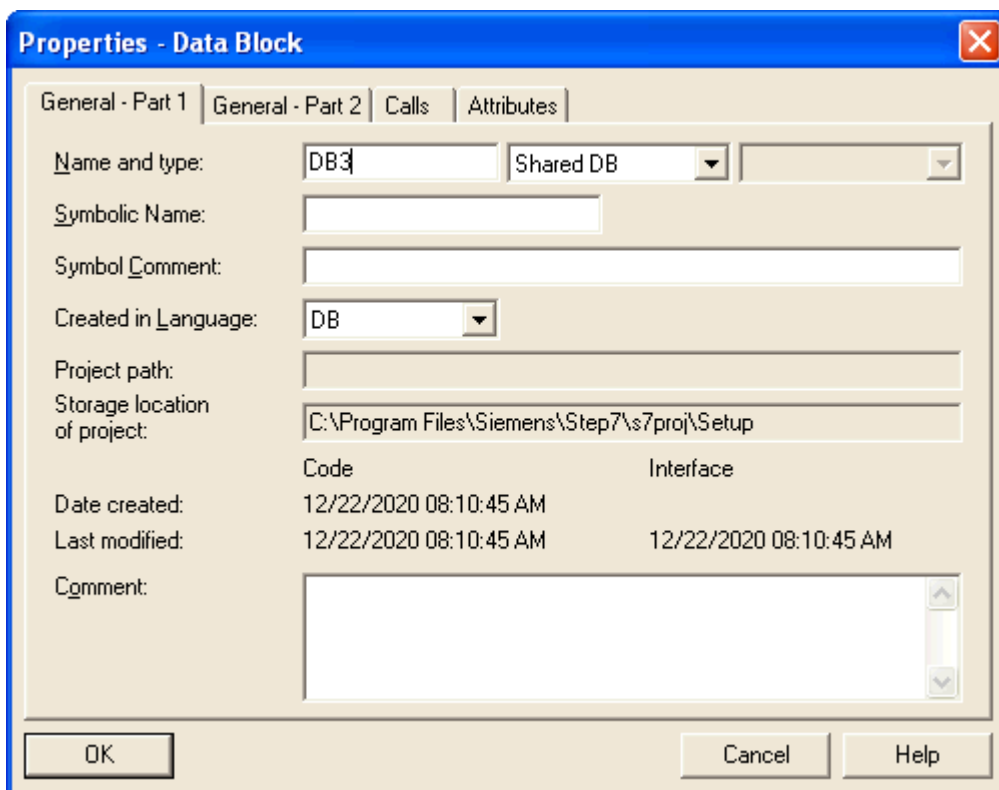 Properties - Data Block
General - Part 1 General - Part 2 Calls Attributes
Name and type: DB3 Shared DB
Symbolic Name:
Symbol Comment:
Created in Language: DB
Project path:
Storage location
of project: C:\Program Files\Siemens\Step7\s7proj\Setup
Code Interface
Date created: 12/22/2020 08:10:45 AM
Last modified: 12/22/2020 08:10:45 AM 12/22/2020 08:10:45 AM
Comment:
OK Cancel Help